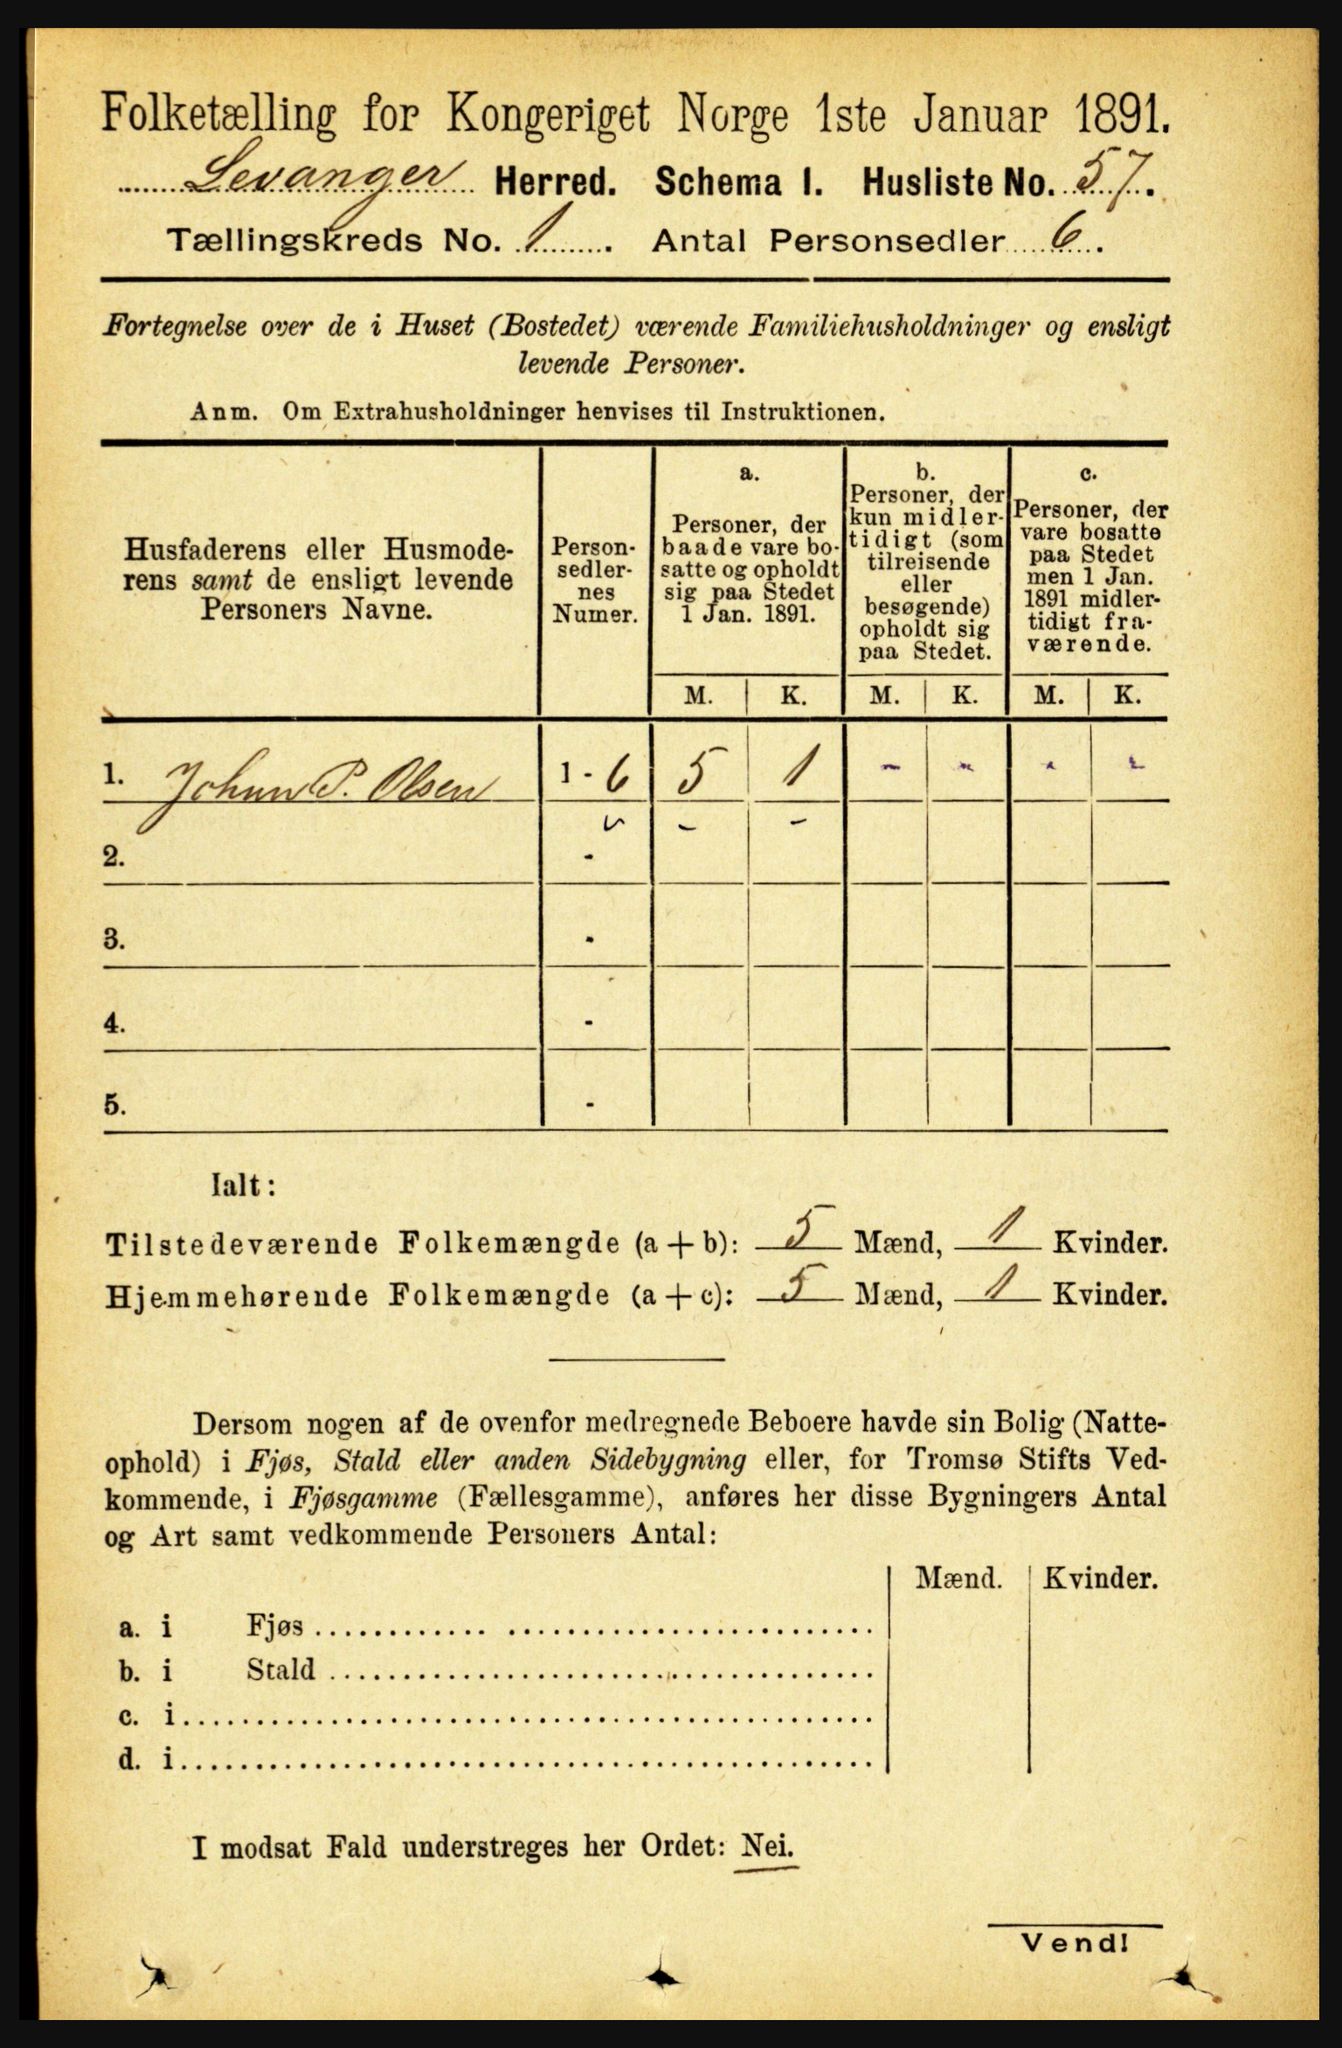 Folketælling for Kongeriget Norge 1ste Januar 1891.
Levanger Herred. Schema I. Husliste No. 57.
Tællingskreds No. 1. Antal Personsedler 6.
Fortegnelse over de i Huset (Bostedet) værende Familiehusholdninger og ensligt
levende Personer.
Anm. Om Extrahusholdninger henvises til Instruktionen.
Husfaderens eller Husmode-
rens samt de ensligt levende
Personers Navne.
Person-
sedler-
nes
Numer.
a.
Personer, der
baade vare bo-
satte og opholdt
sig paa Stedet
1 Jan. 1891.
b.
Personer, der
kun midler-
tidigt (som
tilreisende
eller
besøgende)
opholdt sig
paa Stedet.
c.
Personer, der
vare bosatte
paa Stedet
men 1 Jan.
1891 midler-
tidigt fra-
værende.
M. K. M. K. M. K.
1. Johan P. Olsen 1 - 6 5 1 - - - -
2. -
3. -
4. -
5. -
Ialt:
Tilstedeværende Folkemængde (a + b): 5 Mænd, 1 Kvinder.
Hjemmehørende Folkemængde (a + c): 5 Mænd, 1 Kvinder.
Dersom nogen af de ovenfor medregnede Beboere havde sin Bolig (Natte-
ophold) i Fjøs, Stald eller anden Sidebygning eller, for Tromsø Stifts Ved-
kommende, i Fjøsgamme (Fællesgamme), anføres her disse Bygningers Antal
og Art samt vedkommende Personers Antal:
Mænd. Kvinder.
a. i Fjøs
b. i Stald
c. i
d. i
I modsat Fald understreges her Ordet: Nei.
Vend!